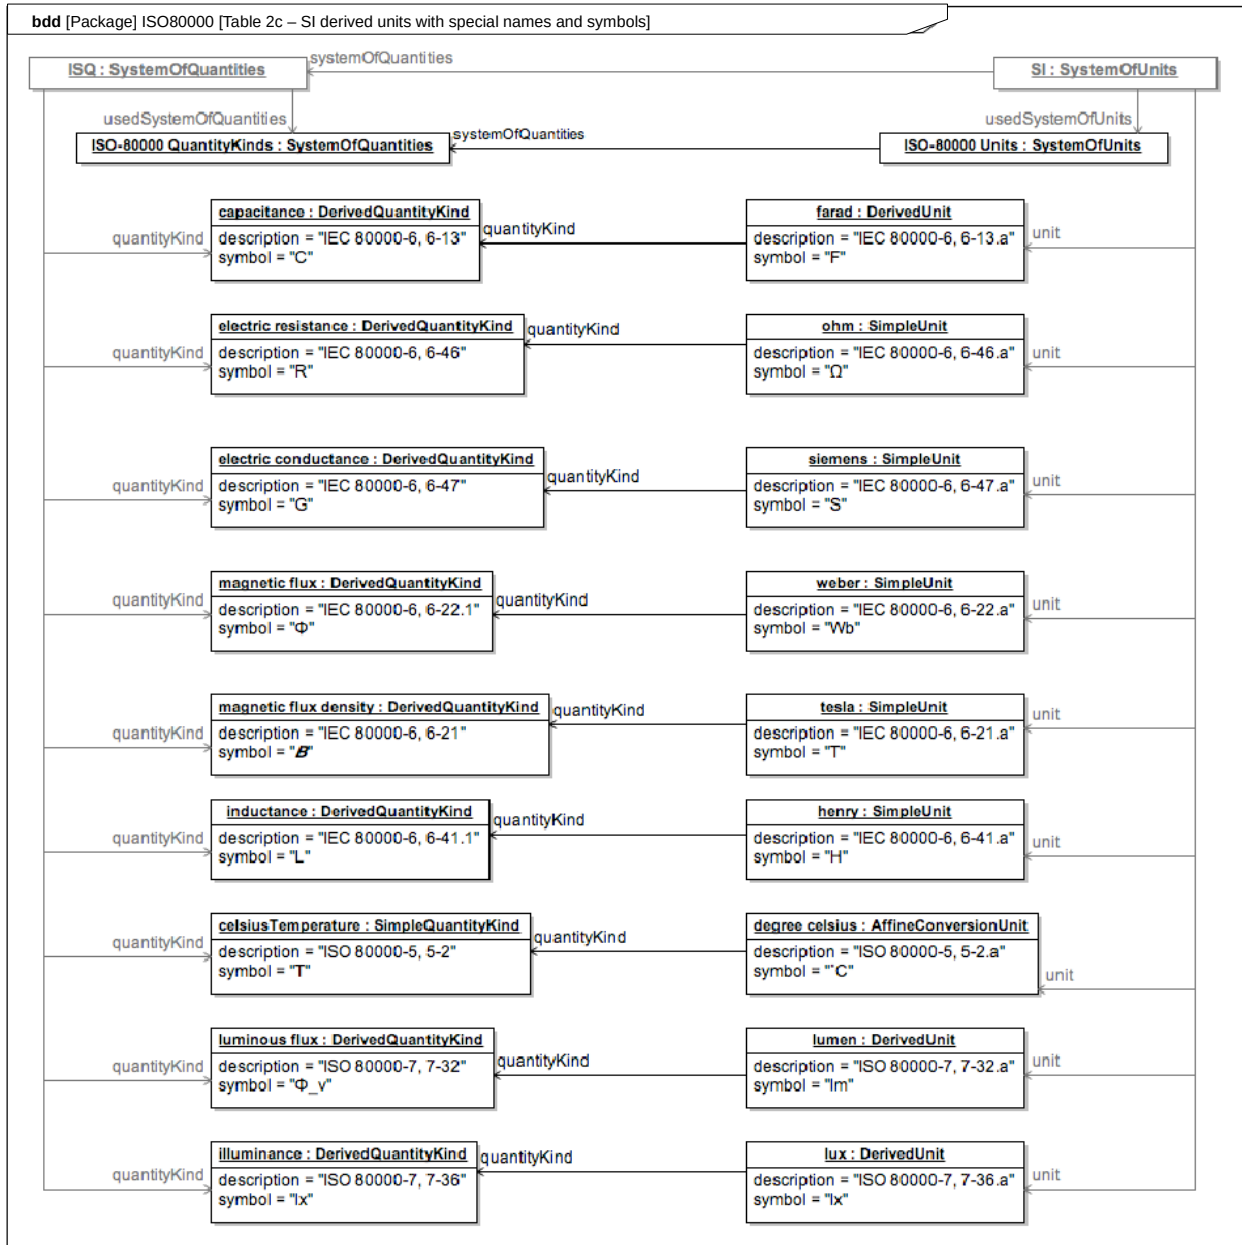 bdd [Package] ISO80000 [Table 2c – SI derived units with special names and symbols]
systemOfQuantities
ISQ : SystemOfQuantities
SI : SystemOfUnits
usedSystemOfQuantities
usedSystemOfUnits
systemOfQuantities
ISO-80000 QuantityKinds : SystemOfQuantities
ISO-80000 Units : SystemOfUnits
capacitance : DerivedQuantityKind
farad : DerivedUnit
quantityKind
description = "IEC 80000-6, 6-13"
symbol = "C"
quantityKind
description = "IEC 80000-6, 6-13.a"
symbol = "F"
unit
electric resistance : DerivedQuantityKind
ohm : SimpleUnit
quantityKind
description = "IEC 80000-6, 6-46"
symbol = "R"
quantityKind
description = "IEC 80000-6, 6-46.a"
symbol = "Ω"
unit
electric conductance : DerivedQuantityKind
siemens : SimpleUnit
quantityKind
description = "IEC 80000-6, 6-47"
symbol = "G"
quantityKind
description = "IEC 80000-6, 6-47.a"
symbol = "S"
unit
magnetic flux : DerivedQuantityKind
weber : SimpleUnit
quantityKind
description = "IEC 80000-6, 6-22.1"
symbol = "Φ"
quantityKind
description = "IEC 80000-6, 6-22.a"
symbol = "Wb"
unit
magnetic flux density : DerivedQuantityKind
tesla : SimpleUnit
quantityKind
description = "IEC 80000-6, 6-21"
symbol = "B"
quantityKind
description = "IEC 80000-6, 6-21.a"
symbol = "T"
unit
inductance : DerivedQuantityKind
henry : SimpleUnit
quantityKind
description = "IEC 80000-6, 6-41.1"
symbol = "L"
quantityKind
description = "IEC 80000-6, 6-41.a"
symbol = "H"
unit
celsiusTemperature : SimpleQuantityKind
degree celsius : AffineConversionUnit
quantityKind
description = "ISO 80000-5, 5-2"
symbol = "T"
quantityKind
description = "ISO 80000-5, 5-2.a"
symbol = "°C"
unit
luminous flux : DerivedQuantityKind
lumen : DerivedUnit
quantityKind
description = "ISO 80000-7, 7-32"
symbol = "Φ_v"
quantityKind
description = "ISO 80000-7, 7-32.a"
symbol = "lm"
unit
illuminance : DerivedQuantityKind
lux : DerivedUnit
quantityKind
description = "ISO 80000-7, 7-36"
symbol = "lx"
quantityKind
description = "ISO 80000-7, 7-36.a"
symbol = "lx"
unit